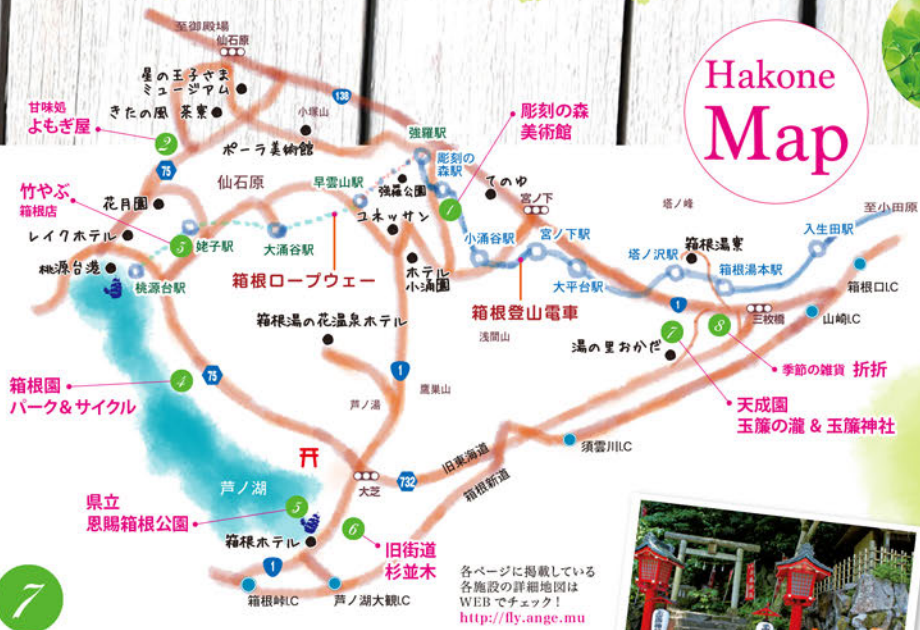 Hakone
Map
至御殿場
仙石原
星の王子さま
ミュージアム
きたの風 茶寮
138
小塚山
甘味処
よもぎ屋
2
75
ポーラ美術館
強羅駅
彫刻の森
美術館
彫刻の
森駅
1
てのゆ
宮ノ下
塔ノ峰
至小田原
竹やぶ
箱根店
花月園
仙石原
早雲山駅
強羅公園
ユネッサン
レイクホテル
3
姥子駅
大涌谷駅
小涌谷駅
宮ノ下駅
塔ノ沢駅
箱根湯寮
入生田駅
桃源台港
桃源台駅
箱根ロープウェー
ホテル
小涌園
大平台駅
箱根湯本駅
箱根口I.C
箱根登山電車
1
三枚橋
山崎I.C
箱根湯の花温泉ホテル
浅間山
湯の里おかだ
7
8
季節の雑貨 折折
箱根園
パーク&サイクル
4
75
1
鷹巣山
芦ノ湯
天成園
玉簾の瀧 & 玉簾神社
須雲川I.C
旧東海道
732
大芝
箱根新道
芦ノ湖
県立
恩賜箱根公園
5
6
箱根ホテル
旧街道
杉並木
1
箱根峠I.C
芦ノ湖大観I.C
各ページに掲載している
各施設の詳細地図は
WEBでチェック!
http://fly.ange.mu
7